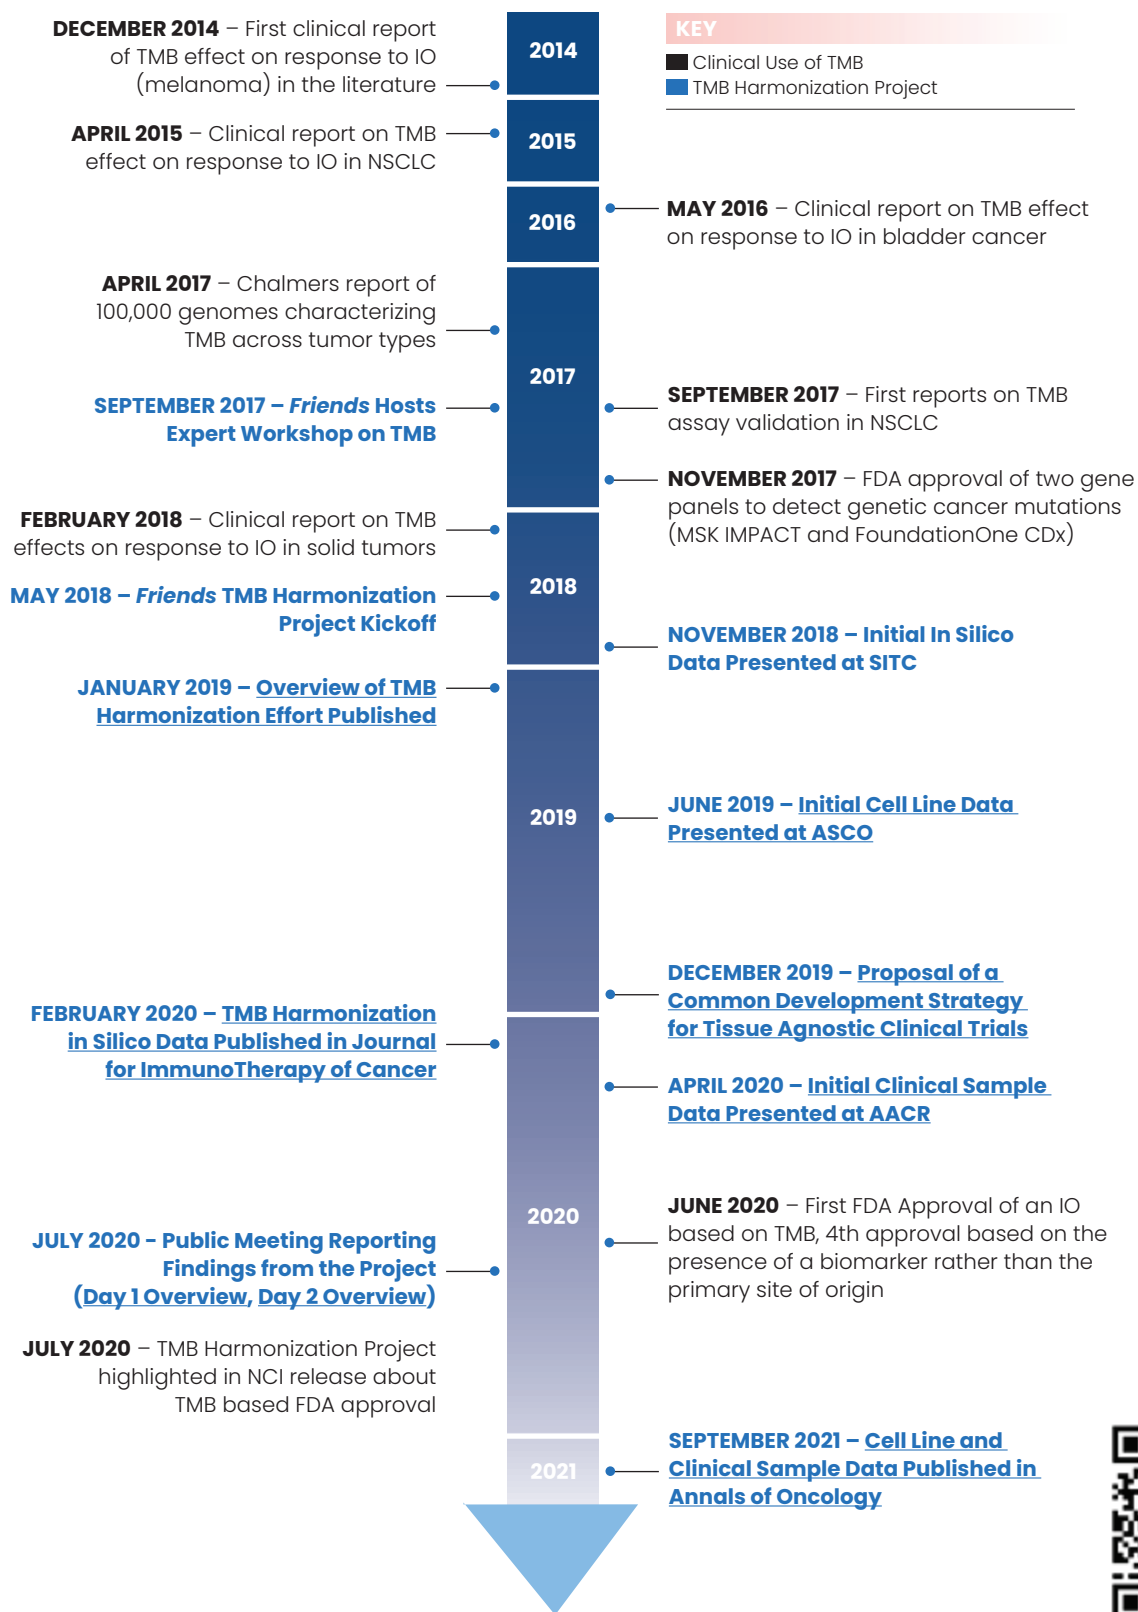 KEY
Clinical Use of TMB
TMB Harmonization Project
2014
DECEMBER 2014 – First clinical report
of TMB effect on response to IO
(melanoma) in the literature
2015
APRIL 2015 – Clinical report on TMB
effect on response to IO in NSCLC
2016
MAY 2016 – Clinical report on TMB effect
on response to IO in bladder cancer
2017
APRIL 2017 – Chalmers report of
100,000 genomes characterizing
TMB across tumor types
SEPTEMBER 2017 – Friends Hosts
Expert Workshop on TMB
SEPTEMBER 2017 – First reports on TMB
assay validation in NSCLC
NOVEMBER 2017 – FDA approval of two gene
panels to detect genetic cancer mutations
(MSK IMPACT and FoundationOne CDx)
2018
FEBRUARY 2018 – Clinical report on TMB
effects on response to IO in solid tumors
MAY 2018 – Friends TMB Harmonization
Project Kickoff
NOVEMBER 2018 – Initial In Silico
Data Presented at SITC
2019
JANUARY 2019 – Overview of TMB
Harmonization Effort Published
JUNE 2019 – Initial Cell Line Data
Presented at ASCO
DECEMBER 2019 – Proposal of a
Common Development Strategy
for Tissue Agnostic Clinical Trials
2020
FEBRUARY 2020 – TMB Harmonization
in Silico Data Published in Journal
for ImmunoTherapy of Cancer
APRIL 2020 – Initial Clinical Sample
Data Presented at AACR
JUNE 2020 – First FDA Approval of an IO
based on TMB, 4th approval based on the
presence of a biomarker rather than the
primary site of origin
JULY 2020 - Public Meeting Reporting
Findings from the Project
(Day 1 Overview, Day 2 Overview)
JULY 2020 – TMB Harmonization Project
highlighted in NCI release about
TMB based FDA approval
2021
SEPTEMBER 2021 – Cell Line and
Clinical Sample Data Published in
Annals of Oncology